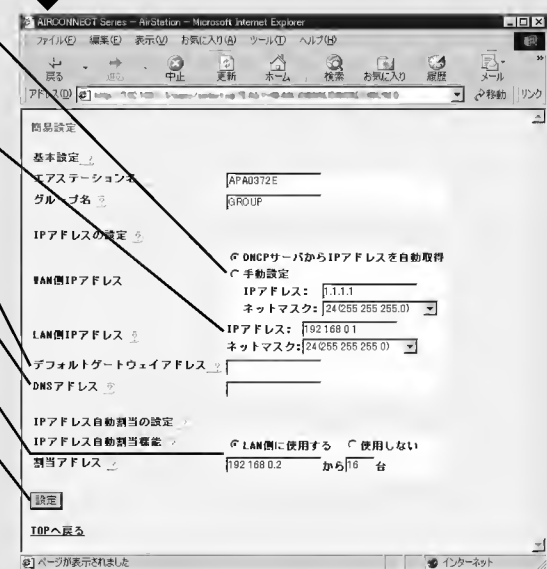 AIRCONNECT Series - AirStation - Microsoft Internet Explorer
ファイル(F) 編集(E) 表示(V) お気に入り(A) ツール(T) ヘルプ(H)
戻る 進む 中止 更新 ホーム 検索 お気に入り 履歴 メール
アドレス(D) 移動 リンク
簡易設定
基本設定 ?
エアステーション名 APA0372E
グループ名 ? GROUP
IPアドレスの設定 ?
DHCPサーバからIPアドレスを自動取得
WAN側IPアドレス 手動設定
IPアドレス: 1.1.1.1
ネットマスク: 24(255 255 255.0)
LAN側IPアドレス ? IPアドレス: 192 168 0 1
ネットマスク: 24(255 255 255 0)
デフォルトゲートウェイアドレス ?
DNSアドレス ?
IPアドレス自動割当の設定 ?
IPアドレス自動割当機能 ? LAN側に使用する 使用しない
割当アドレス ? 192 168 0.2 から 16 台
設定
TOPへ戻る
ページが表示されました インターネット